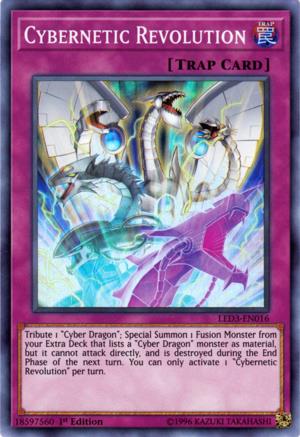 Cybernetic Revolution
TRAP
罠
[TRAP CARD]
LED3-EN016
Tribute 1 "Cyber Dragon"; Special Summon 1 Fusion Monster from
your Extra Deck that lists a "Cyber Dragon" monster as material,
but it cannot attack directly, and is destroyed during the End
Phase of the next turn. You can only activate 1 "Cybernetic
Revolution" per turn.
18597560 1st Edition ©1996 KAZUKI TAKAHASHI